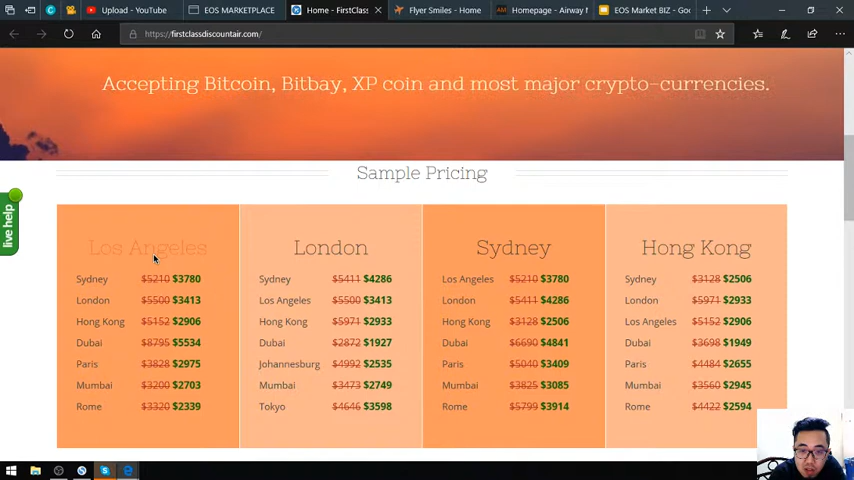 Upload - YouTube
EOS MARKETPLACE
Home - FirstClass
Flyer Smiles - Home
Homepage - Airway M
EOS Market BIZ - Goo
https://firstclassdiscountair.com/
Accepting Bitcoin, Bitbay, XP coin and most major crypto-currencies.
Sample Pricing
live help
Los Angeles
Sydney $5210 $3780
London $5500 $3413
Hong Kong $5152 $2906
Dubai $8795 $5534
Paris $3828 $2975
Mumbai $3200 $2703
Rome $3320 $2339
London
Sydney $5411 $4286
Los Angeles $5500 $3413
Hong Kong $5971 $2933
Dubai $2872 $1927
Johannesburg $4992 $2535
Mumbai $3473 $2749
Tokyo $4646 $3598
Sydney
Los Angeles $5210 $3780
London $5411 $4286
Hong Kong $3128 $2506
Dubai $6690 $4841
Paris $5040 $3409
Mumbai $3825 $3085
Rome $5799 $3914
Hong Kong
Sydney $3128 $2506
London $5971 $2933
Los Angeles $5152 $2906
Dubai $3698 $1949
Paris $4484 $2655
Mumbai $3560 $2945
Rome $4422 $2594